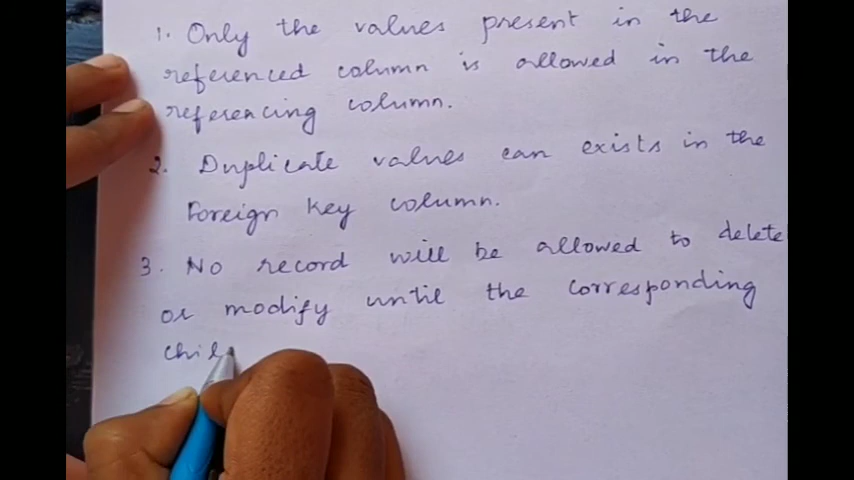 1. Only the values present in the
referenced column is allowed in the
referencing column.
2. Duplicate values can exists in the
Foreign key column.
3. No record will be allowed to delete
or modify until the corresponding
chil